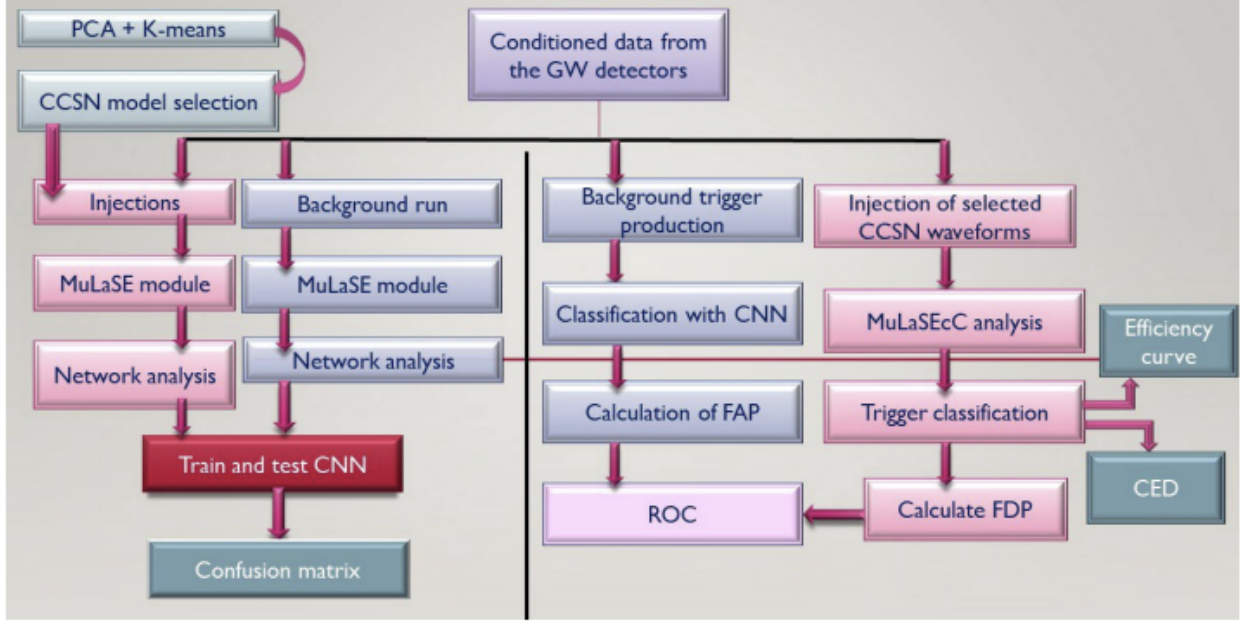 PCA + K-means
CCSN model selection
Conditioned data from
the GW detectors
Injections
Background run
MuLaSE module
MuLaSE module
Network analysis
Network analysis
Train and test CNN
Confusion matrix
Background trigger
production
Classification with CNN
Calculation of FAP
ROC
Injection of selected
CCSN waveforms
MuLaSEcC analysis
Trigger classification
Calculate FDP
Efficiency
curve
CED